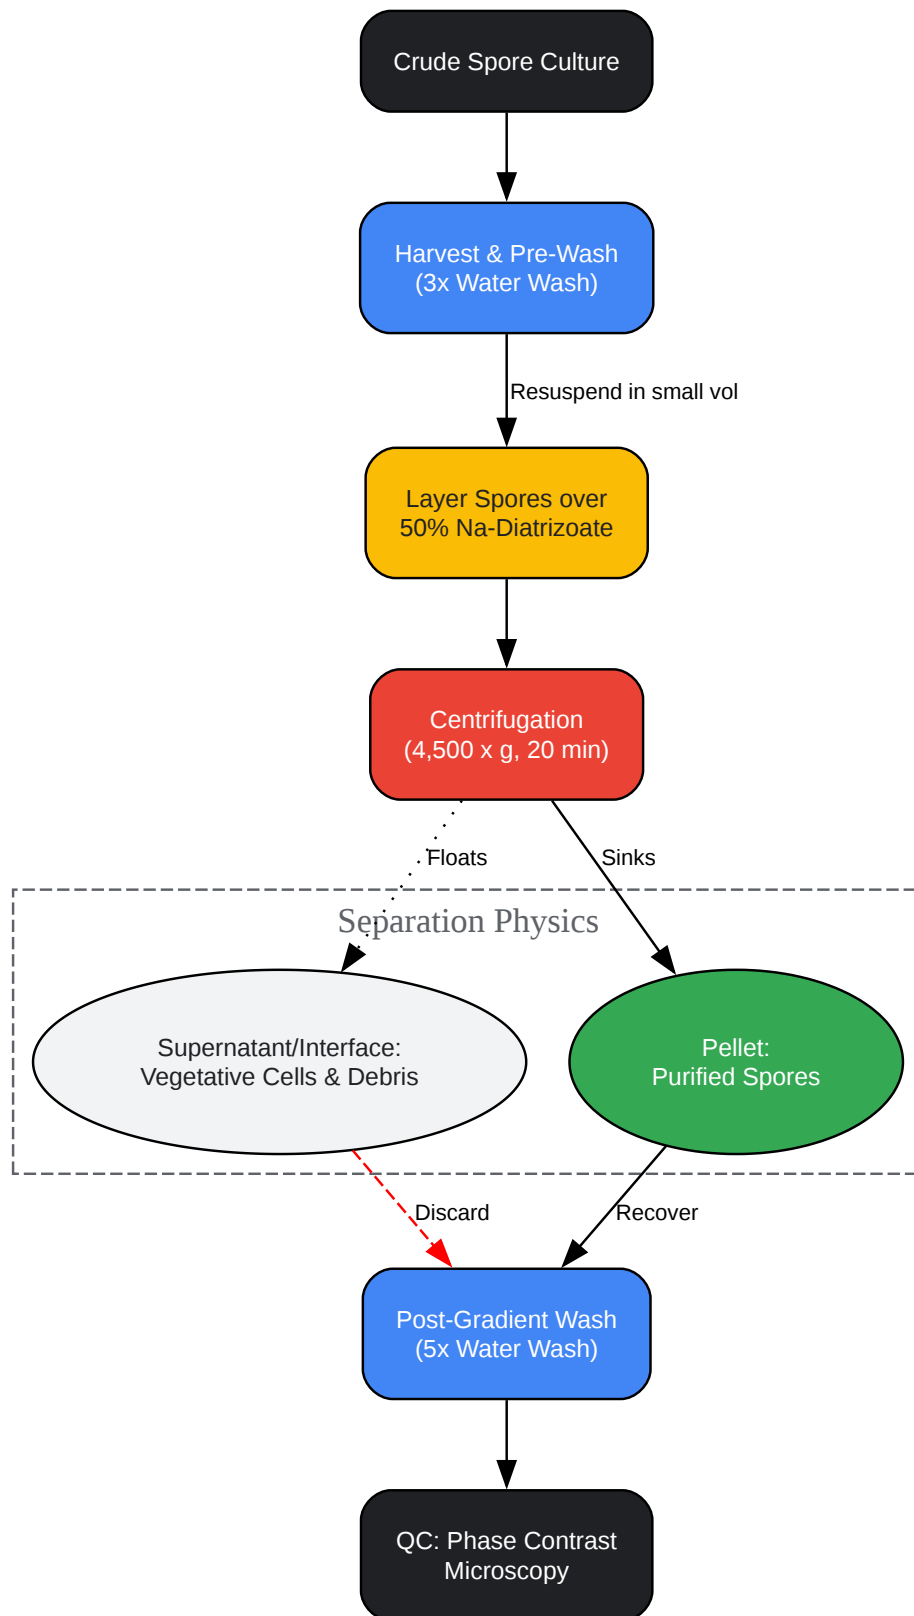 Crude Spore Culture
Harvest & Pre-Wash
(3x Water Wash)
Resuspend in small vol
Layer Spores over
50% Na-Diatrizoate
Centrifugation
(4,500 x g, 20 min)
Floats
Sinks
Separation Physics
Supernatant/Interface:
Vegetative Cells & Debris
Pellet:
Purified Spores
Discard
Recover
Post-Gradient Wash
(5x Water Wash)
QC: Phase Contrast
Microscopy